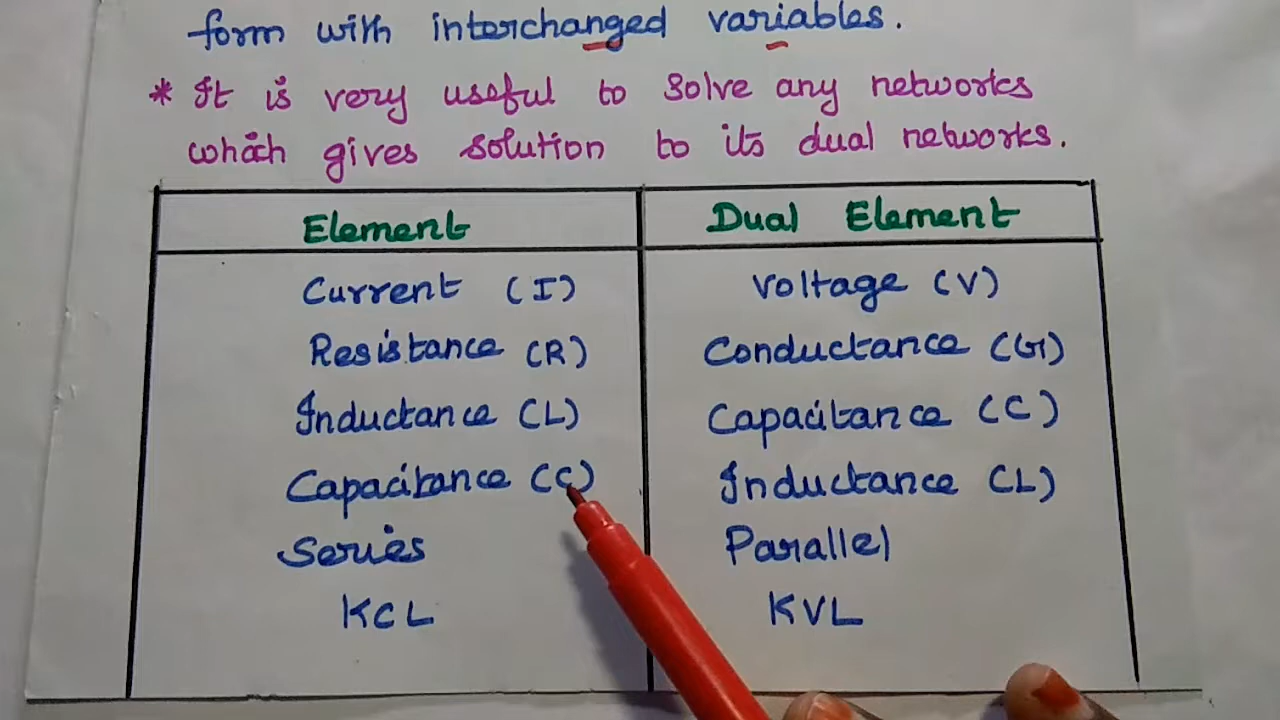 form with interchanged variables.
* It is very useful to solve any networks
which gives solution to its dual networks.
Element Dual Element
Current (I) Voltage (V)
Resistance (R) Conductance (G)
Inductance (L) Capacitance (C)
Capacitance (C) Inductance (L)
Series Parallel
KCL KVL